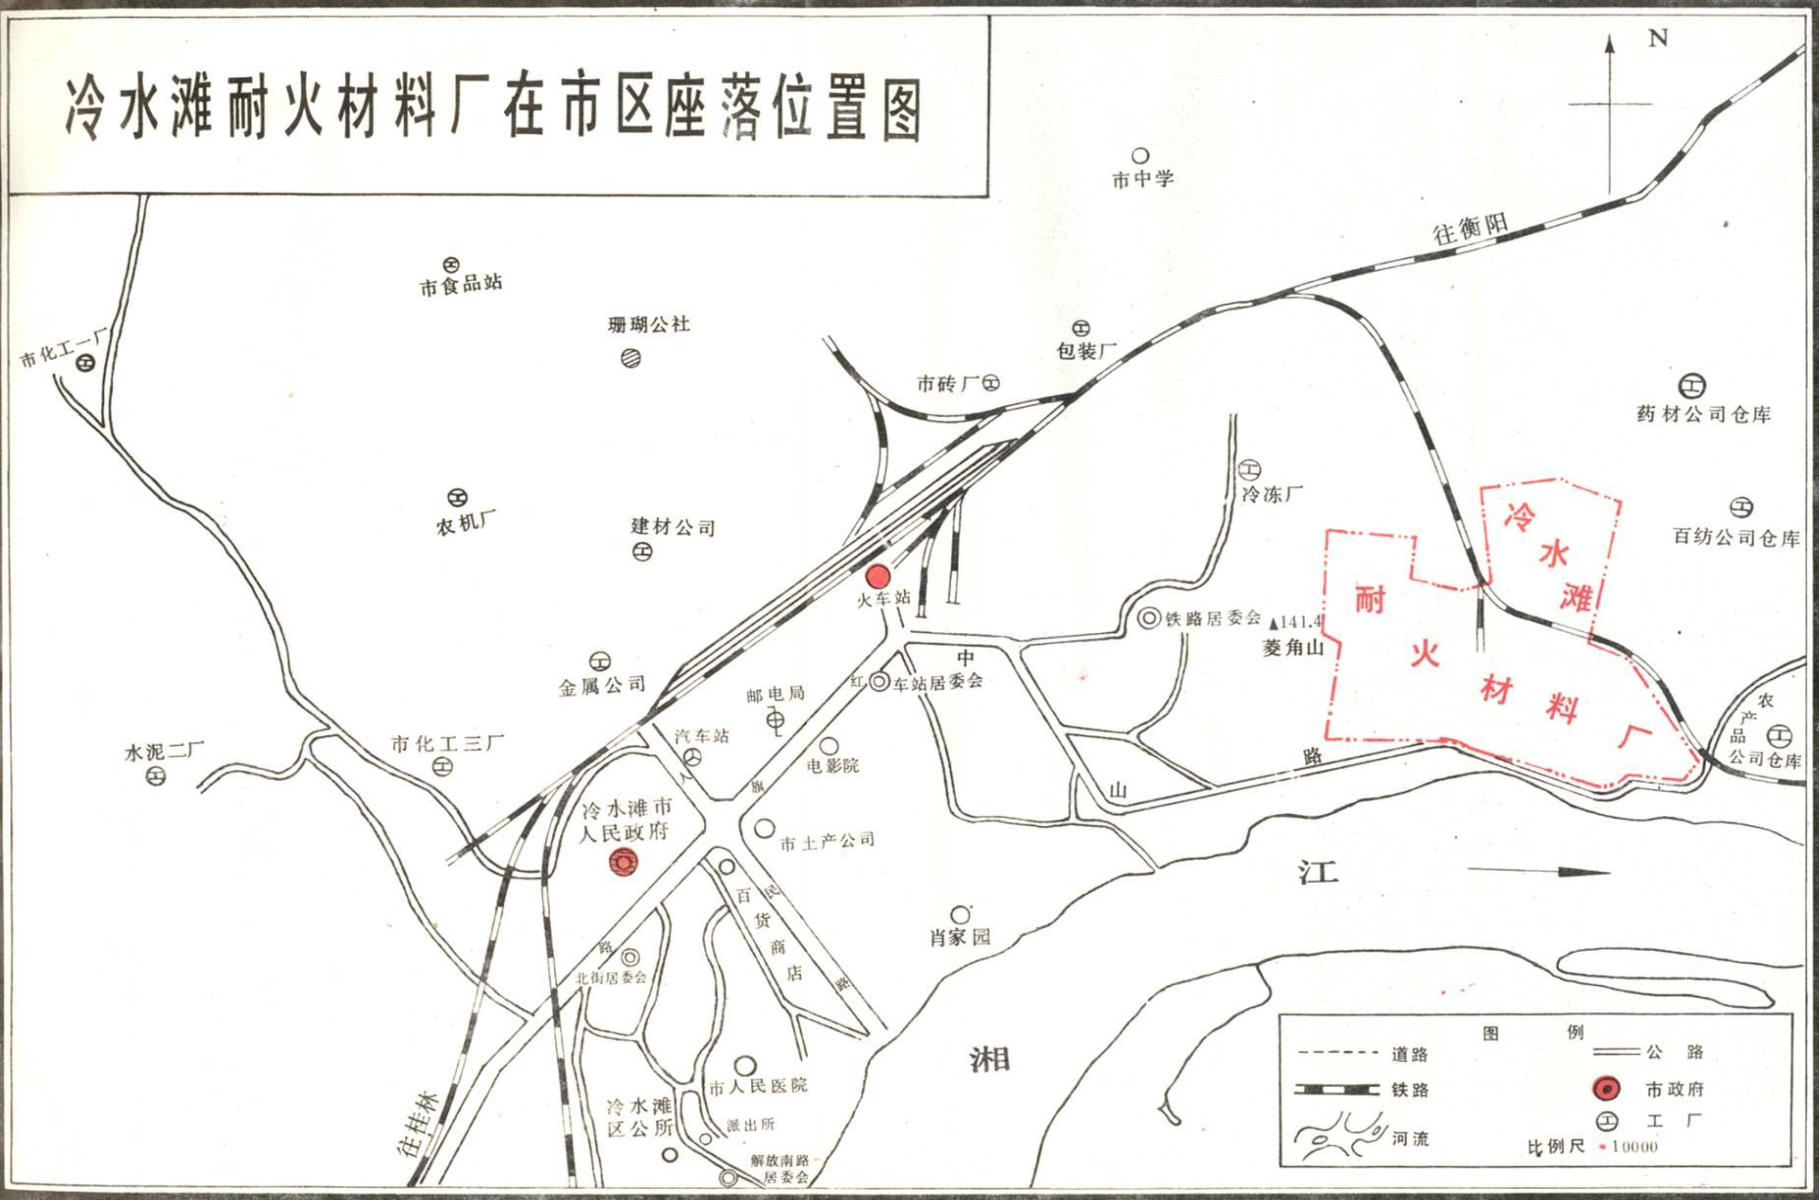 冷水滩耐火材料厂在市区座落位置图
N
市中学
往衡阳
市食品站
珊瑚公社
市化工一厂
包装厂
市砖厂
药材公司仓库
冷冻厂
农机厂
建材公司
百纺公司仓库
冷水滩
耐火材料厂
火车站
铁路居委会
▲141.4
菱角山
中山路
红旗路
车站居委会
金属公司
邮电局
汽车站
人民路
电影院
农产品
公司仓库
水泥二厂
市化工三厂
冷水滩市
人民政府
市土产公司
百货商店
肖家园
湘江
北街居委会
市人民医院
冷水滩
区公所
派出所
解放南路
居委会
往桂林
图例
道路
公路
铁路
市政府
河流
工厂
比例尺 10000